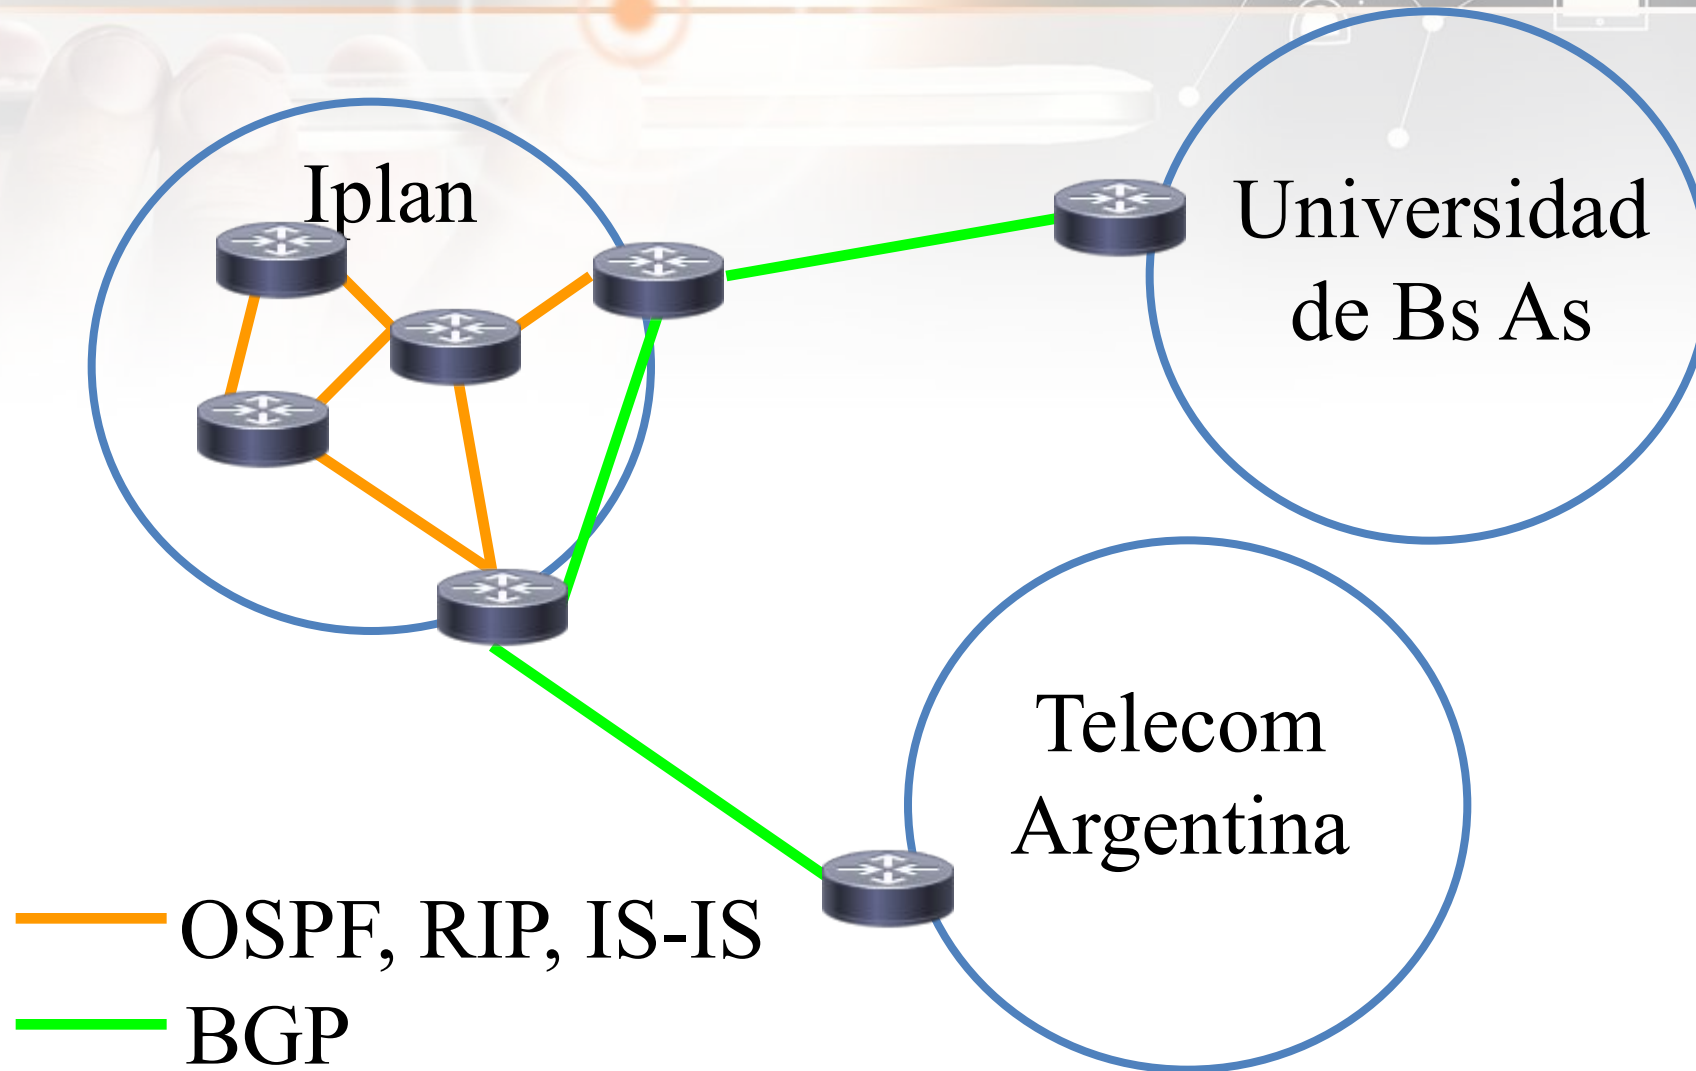 Iplan
Universidad
de Bs As
Telecom
Argentina
OSPF, RIP, IS-IS
BGP